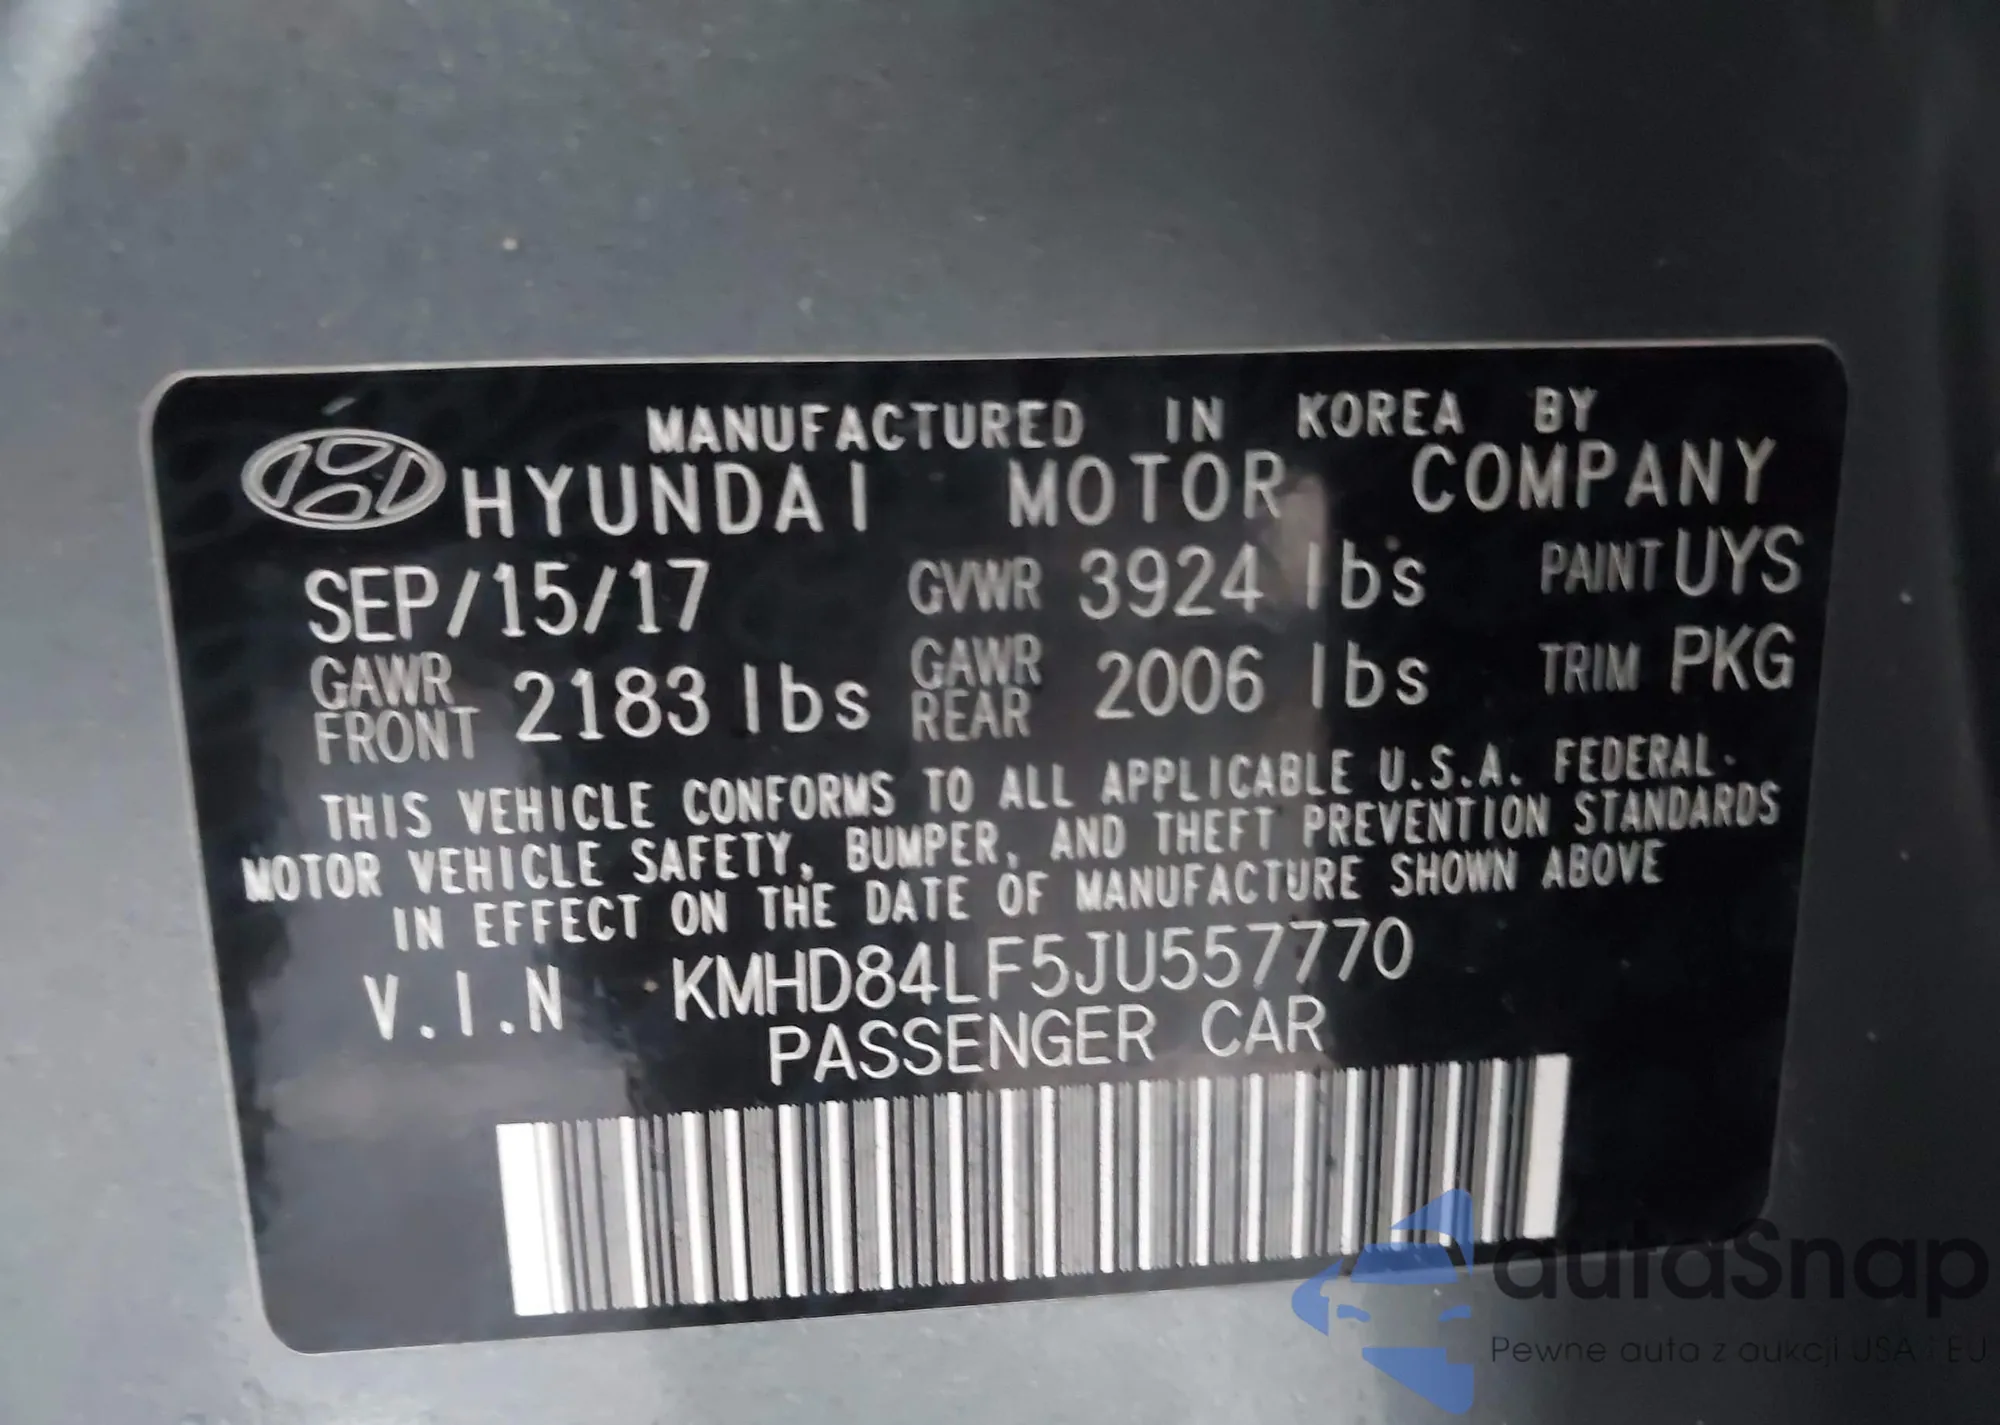 MANUFACTURED IN KOREA BY
HYUNDAI MOTOR COMPANY
SEP/15/17 GVWR 3924 lbs PAINT UYS
GAWR FRONT 2183 lbs GAWR REAR 2006 lbs TRIM PKG
THIS VEHICLE CONFORMS TO ALL APPLICABLE U.S.A. FEDERAL
MOTOR VEHICLE SAFETY, BUMPER, AND THEFT PREVENTION STANDARDS
IN EFFECT ON THE DATE OF MANUFACTURE SHOWN ABOVE
V.I.N KMHD84LF5JU557770
PASSENGER CAR
autaSnap
Pewne auta z aukcji USA i EU